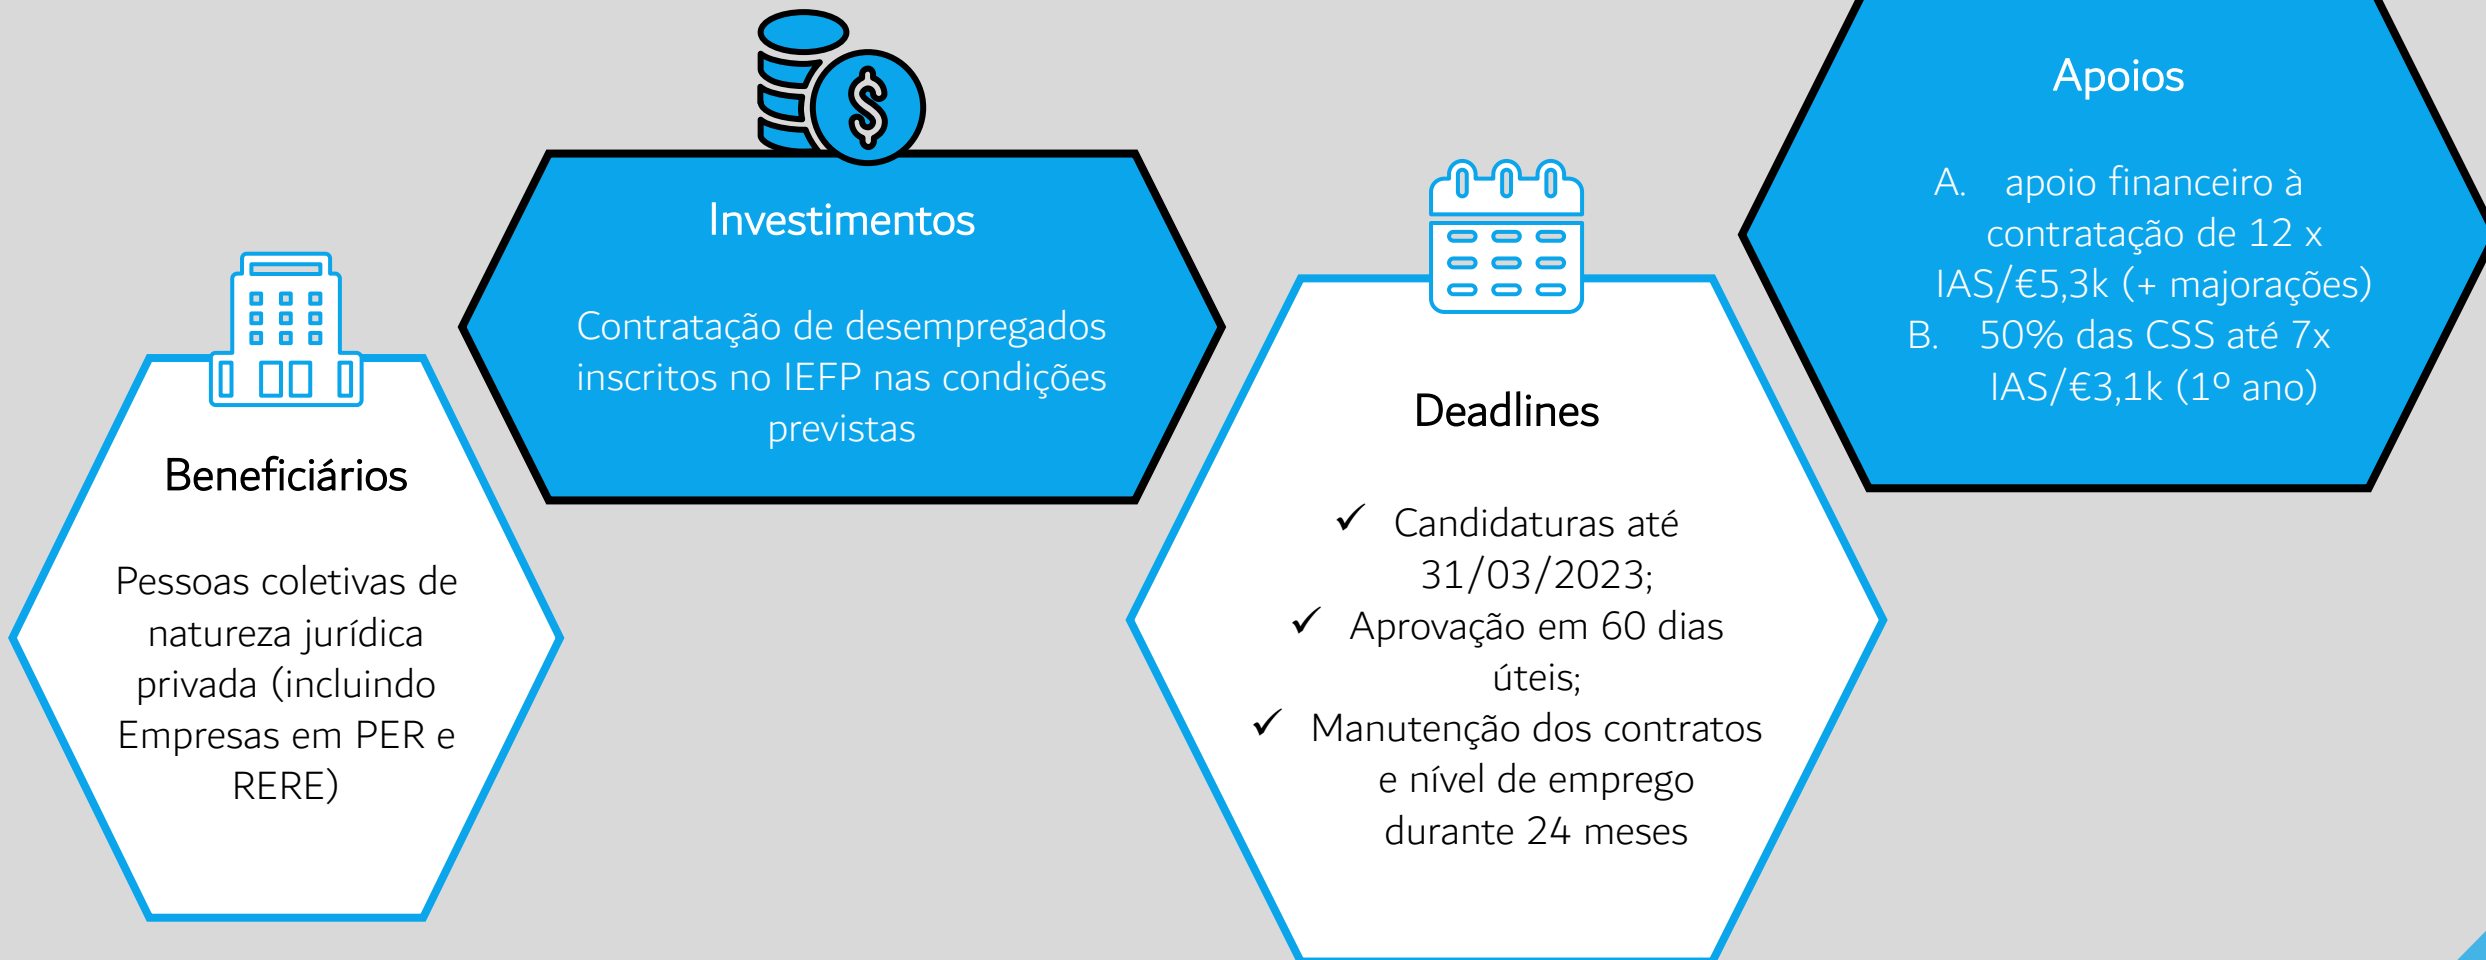 Beneficiários
Pessoas coletivas de
natureza jurídica
privada (incluindo
Empresas em PER e
RERE)
$
Investimentos
Contratação de desempregados
inscritos no IEFP nas condições
previstas
Deadlines
✓ Candidaturas até
31/03/2023;
✓ Aprovação em 60 dias
úteis;
✓ Manutenção dos contratos
e nível de emprego
durante 24 meses
Apoios
A. apoio financeiro à
contratação de 12 x
IAS/€5,3k (+ majorações)
B. 50% das CSS até 7x
IAS/€3,1k (1º ano)